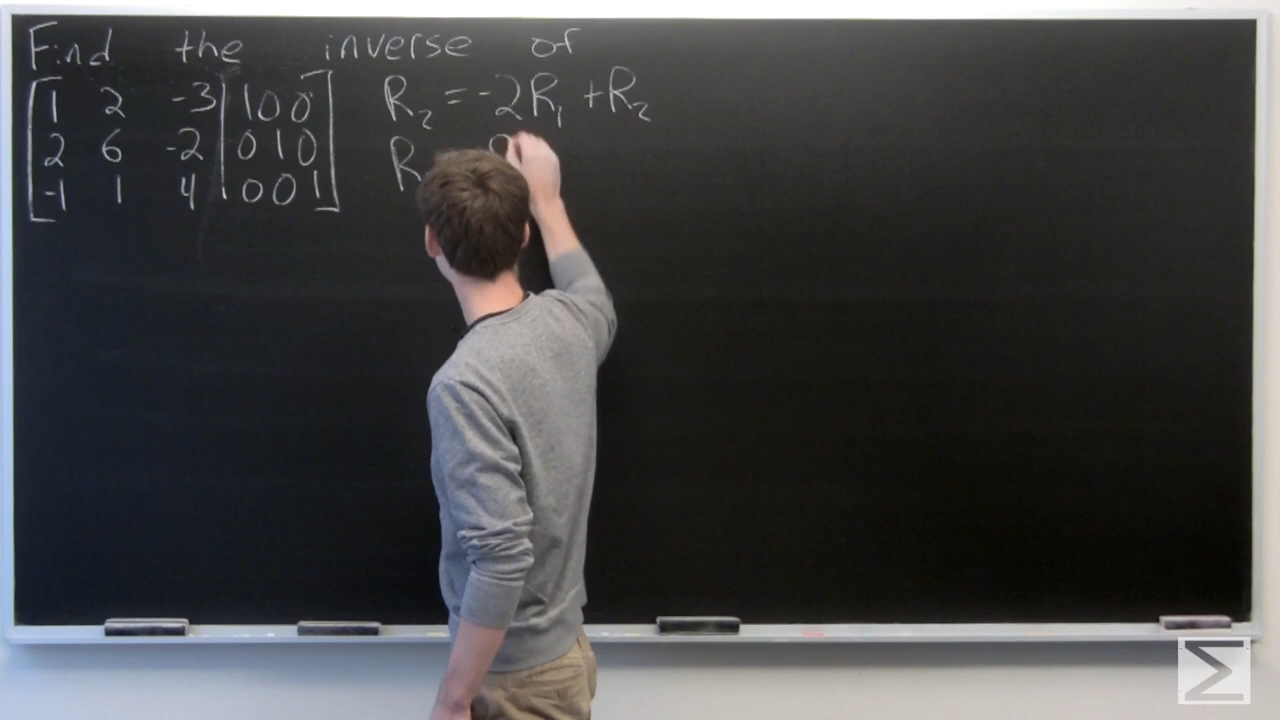 Find the inverse of
1 2 -3 | 1 0 0 R₂ = -2R₁ + R₂
2 6 -2 | 0 1 0 R
-1 1 4 | 0 0 1
Σ